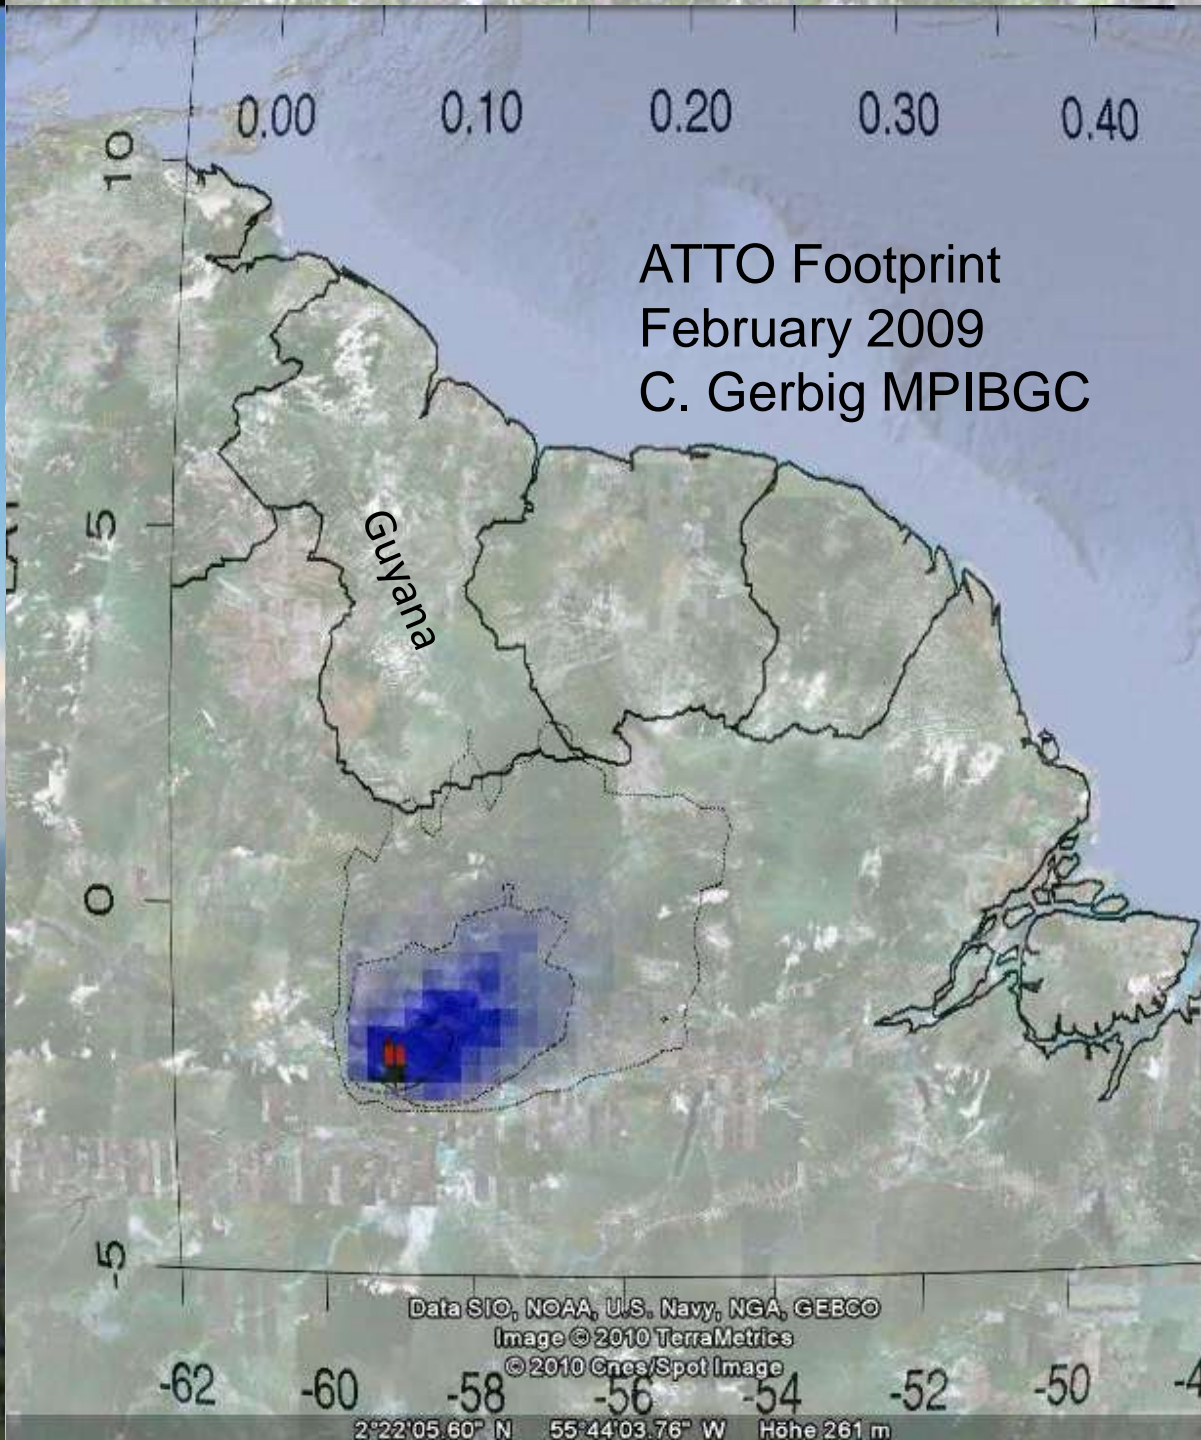 0.00 0.10 0.20 0.30 0.40
10
ATTO Footprint
February 2009
C. Gerbig MPIBGC
5
Guyana
0
-5
Data SIO, NOAA, U.S. Navy, NGA, GEBCO
Image © 2010 TerraMetrics
© 2010 Cnes/Spot Image
-62 -60 -58 -56 -54 -52 -50
2°22'05.60" N 55°44'03.76" W Höhe 261 m